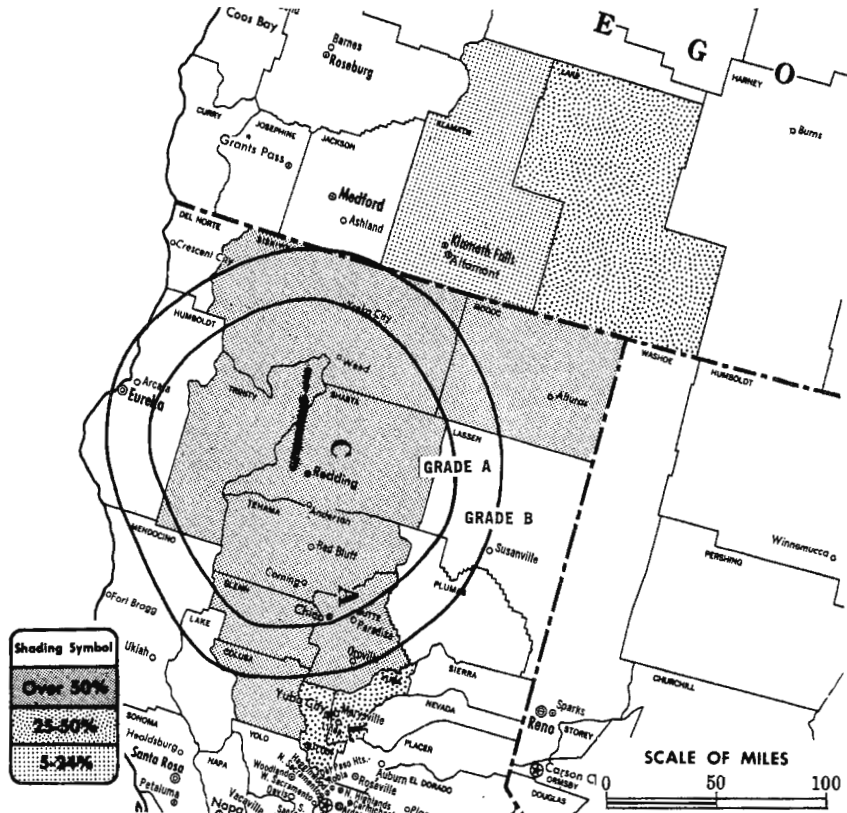 Coos Bay
Barnes
Roseburg
E G O
LAKE
HARNEY
Burns
CURRY
JOSEPHINE
Grants Pass
JACKSON
KLAMATH
Medford
Ashland
Klamath Falls
Altamont
DEL NORTE
Crescent City
HUMBOLDT
MODOC
WASHOE
HUMBOLDT
Weed
Arcata
Eureka
TRINITY
SHASTA
Alturas
LASSEN
C
GRADE A
Redding
GRADE B
TEHAMA
Anderson
MENDOCINO
Red Bluff
Susanville
Winnemucca
PERSHING
Corning
GLENN
PLUMAS
Fort Bragg
Chico
BUTTE
Paradise
LAKE
Ukiah
COLUSA
Oroville
SIERRA
CHURCHILL
Shading Symbol
Over 50%
25-50%
5-24%
Yuba City
Marysville
NEVADA
Sparks
Reno
STOREY
SONOMA
YOLO
PLACER
Healdsburg
Santa Rosa
NAPA
Woodland
Auburn
EL DORADO
Carson Ci
ORMSBY
Roseville
W. Sacramento
Davis
N. Highlands
Petaluma
Vacaville
Napa
DOUGLAS
SCALE OF MILES
0 50 100